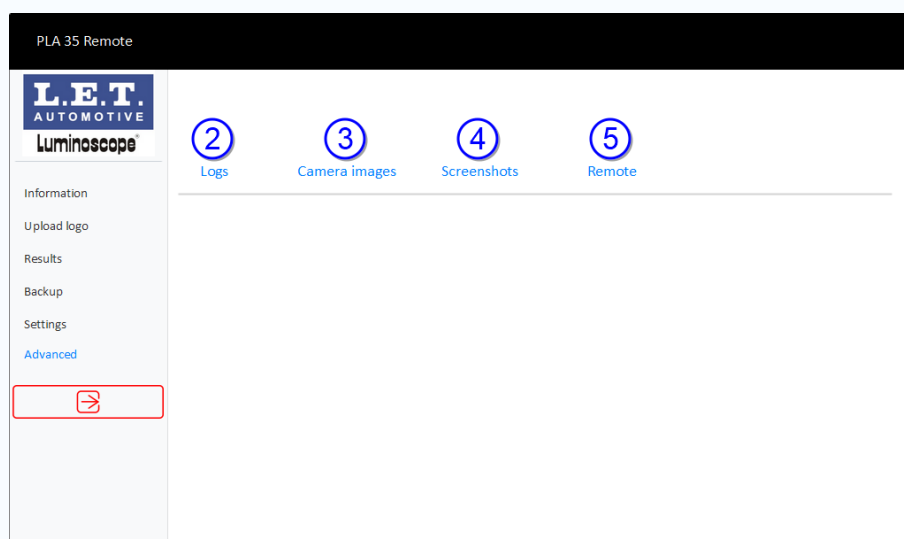 PLA 35 Remote
L.E.T.
AUTOMOTIVE
Luminoscope®
Information
Upload logo
Results
Backup
Settings
Advanced
2 3 4 5
Logs Camera images Screenshots Remote